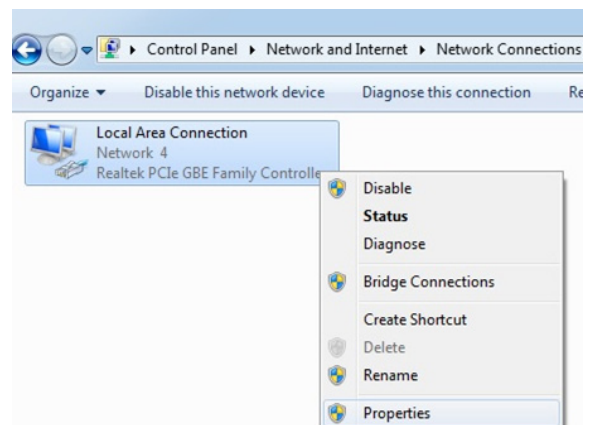 Control Panel ▸ Network and Internet ▸ Network Connections
Organize Disable this network device Diagnose this connection Re
Local Area Connection
Network 4
Realtek PCIe GBE Family Controlle
Disable
Status
Diagnose
Bridge Connections
Create Shortcut
Delete
Rename
Properties